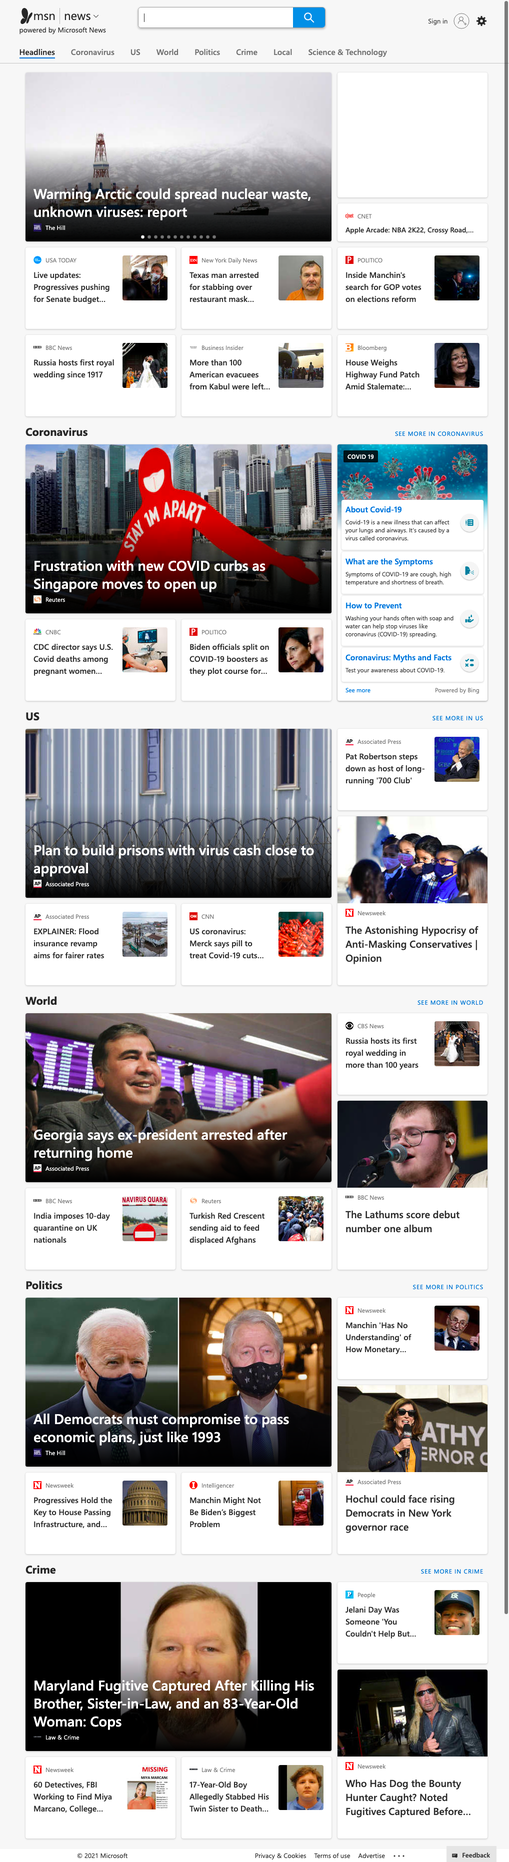 msn | news
powered by Microsoft News
Sign in
Headlines Coronavirus US World Politics Crime Local Science & Technology
Warming Arctic could spread nuclear waste,
unknown viruses: report
The Hill
CNET
Apple Arcade: NBA 2K22, Crossy Road,...
USA TODAY
Live updates:
Progressives pushing
for Senate budget...
New York Daily News
Texas man arrested
for stabbing over
restaurant mask...
POLITICO
Inside Manchin's
search for GOP votes
on elections reform
BBC News
Russia hosts first royal
wedding since 1917
Business Insider
More than 100
American evacuees
from Kabul were left...
Bloomberg
House Weighs
Highway Fund Patch
Amid Stalemate:...
Coronavirus
SEE MORE IN CORONAVIRUS
STAY 1M APART
Frustration with new COVID curbs as
Singapore moves to open up
Reuters
COVID 19
About Covid-19
Covid-19 is a new illness that can affect
your lungs and airways. It's caused by a
virus called coronavirus.
What are the Symptoms
Symptoms of COVID-19 are cough, high
temperature and shortness of breath.
How to Prevent
Washing your hands often with soap and
water can help stop viruses like
coronavirus (COVID-19) spreading.
Coronavirus: Myths and Facts
Test your awareness about COVID-19.
See more
Powered by Bing
CNBC
CDC director says U.S.
Covid deaths among
pregnant women...
POLITICO
Biden officials split on
COVID-19 boosters as
they plot course for...
US
SEE MORE IN US
HELP
Plan to build prisons with virus cash close to
approval
Associated Press
Associated Press
Pat Robertson steps
down as host of long-
running '700 Club'
Newsweek
The Astonishing Hypocrisy of
Anti-Masking Conservatives |
Opinion
Associated Press
EXPLAINER: Flood
insurance revamp
aims for fairer rates
CNN
US coronavirus:
Merck says pill to
treat Covid-19 cuts...
World
SEE MORE IN WORLD
Georgia says ex-president arrested after
returning home
Associated Press
CBS News
Russia hosts its first
royal wedding in
more than 100 years
BBC News
The Lathums score debut
number one album
BBC News
India imposes 10-day
quarantine on UK
nationals
NAVIRUS QUARA
Reuters
Turkish Red Crescent
sending aid to feed
displaced Afghans
Politics
SEE MORE IN POLITICS
All Democrats must compromise to pass
economic plans, just like 1993
The Hill
Newsweek
Manchin 'Has No
Understanding' of
How Monetary...
ATHY
ERNOR
Associated Press
Hochul could face rising
Democrats in New York
governor race
Newsweek
Progressives Hold the
Key to House Passing
Infrastructure, and...
Intelligencer
Manchin Might Not
Be Biden's Biggest
Problem
Crime
SEE MORE IN CRIME
Maryland Fugitive Captured After Killing His
Brother, Sister-in-Law, and an 83-Year-Old
Woman: Cops
Law & Crime
People
Jelani Day Was
Someone 'You
Couldn't Help But...
Newsweek
Who Has Dog the Bounty
Hunter Caught? Noted
Fugitives Captured Before...
Newsweek
60 Detectives, FBI
Working to Find Miya
Marcano, College...
MISSING
MIYA MARCANO
Law & Crime
17-Year-Old Boy
Allegedly Stabbed His
Twin Sister to Death...
© 2021 Microsoft
Privacy & Cookies Terms of use Advertise
Feedback